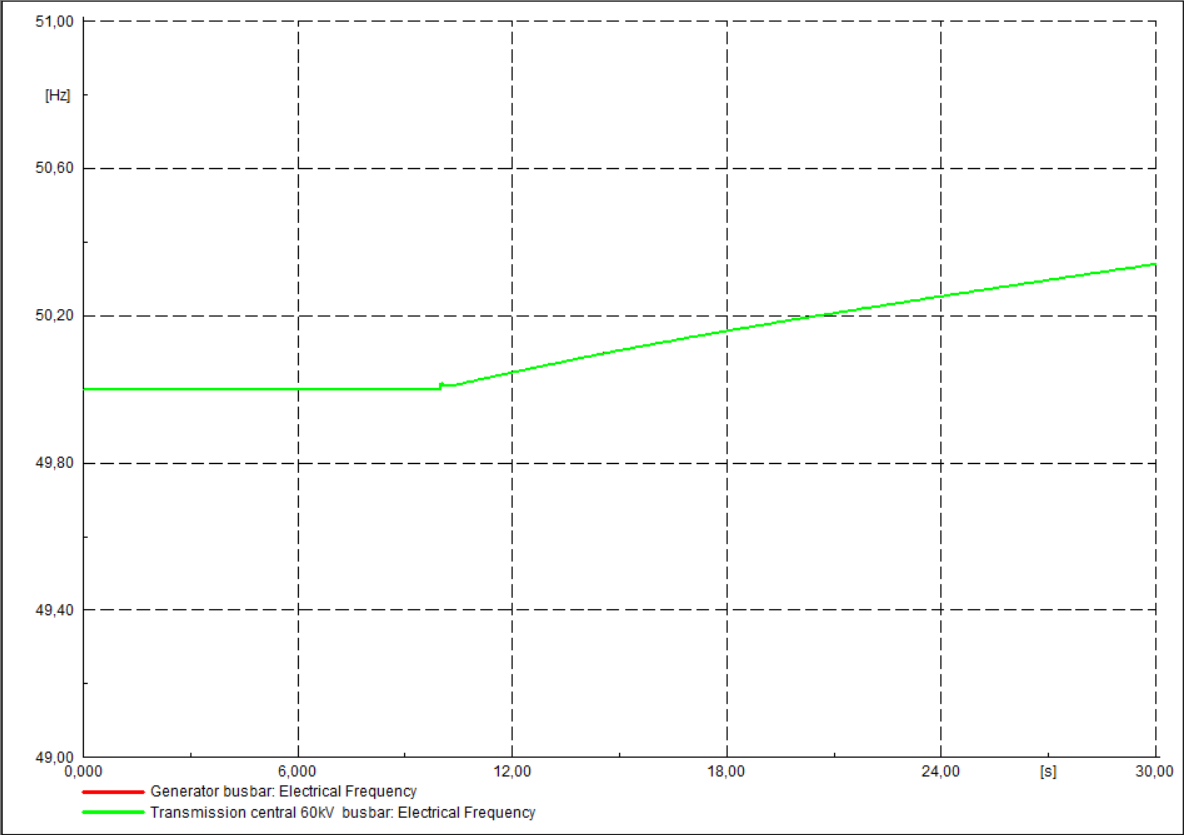 51,00
[Hz]
50,60
50,20
49,80
49,40
49,00
0,000 6,000 12,00 18,00 24,00 [s] 30,00
Generator busbar: Electrical Frequency
Transmission central 60kV  busbar: Electrical Frequency